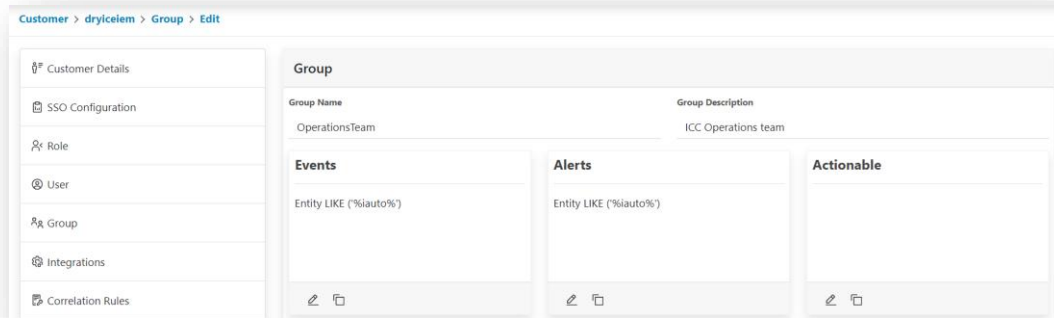 Customer > dryiceiem > Group > Edit
Customer Details
SSO Configuration
Role
User
Group
Integrations
Correlation Rules
Group
Group Name Group Description
OperationsTeam ICC Operations team
Events Alerts Actionable
Entity LIKE ('%iauto%') Entity LIKE ('%iauto%')